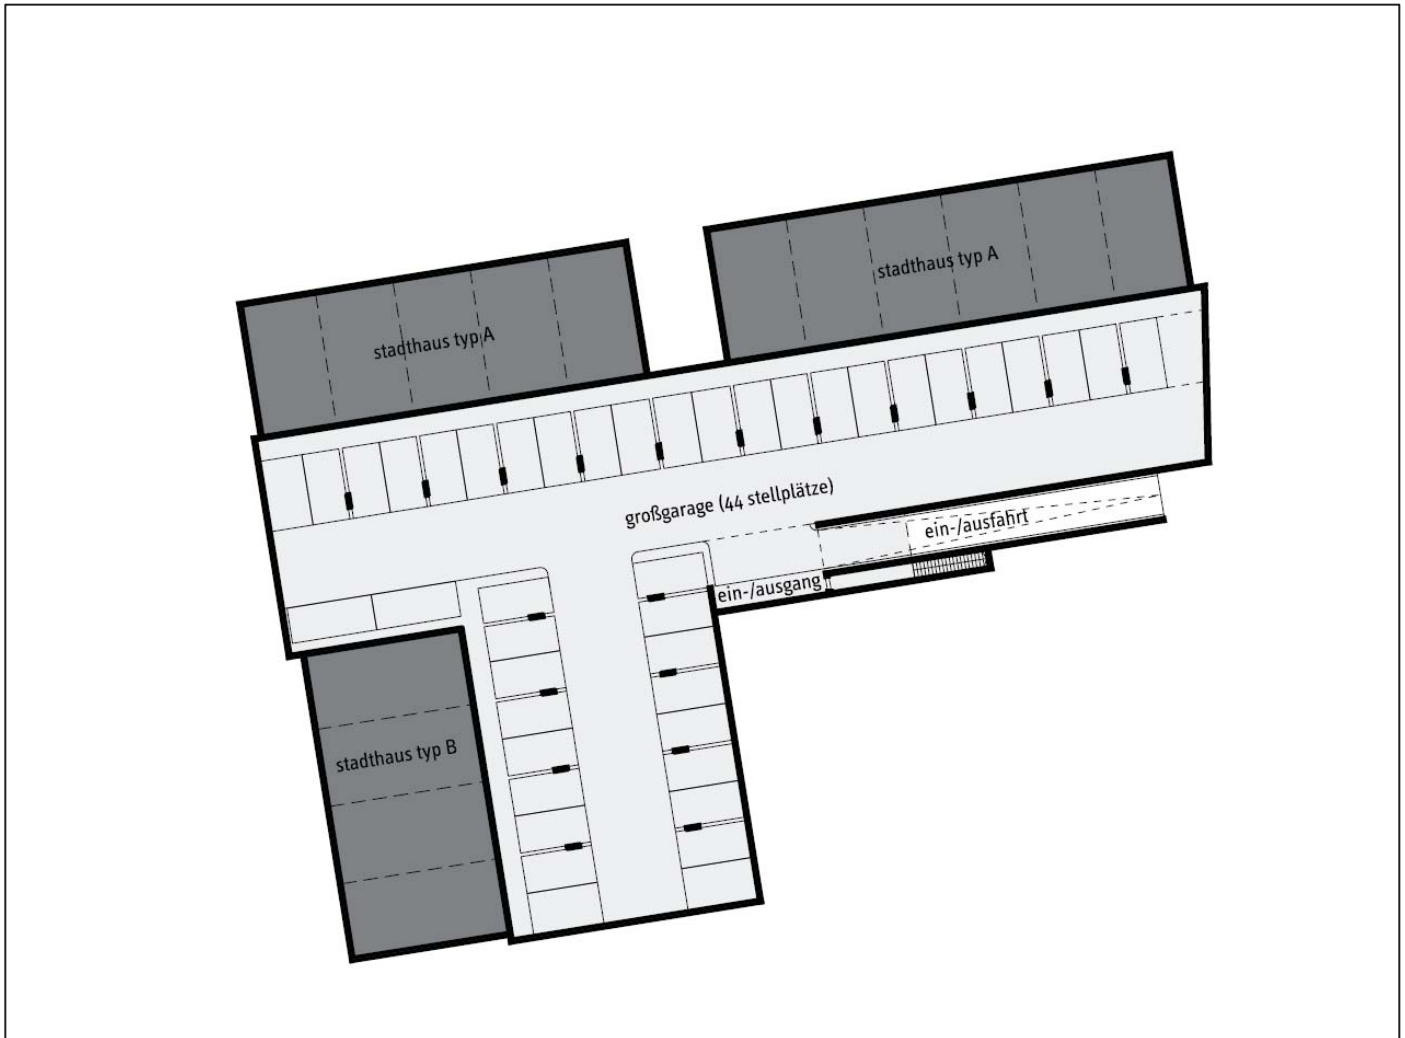 stadthaus typ A
stadthaus typ A
großgarage (44 stellplätze)
ein-/ausfahrt
ein-/ausgang
stadthaus typ B